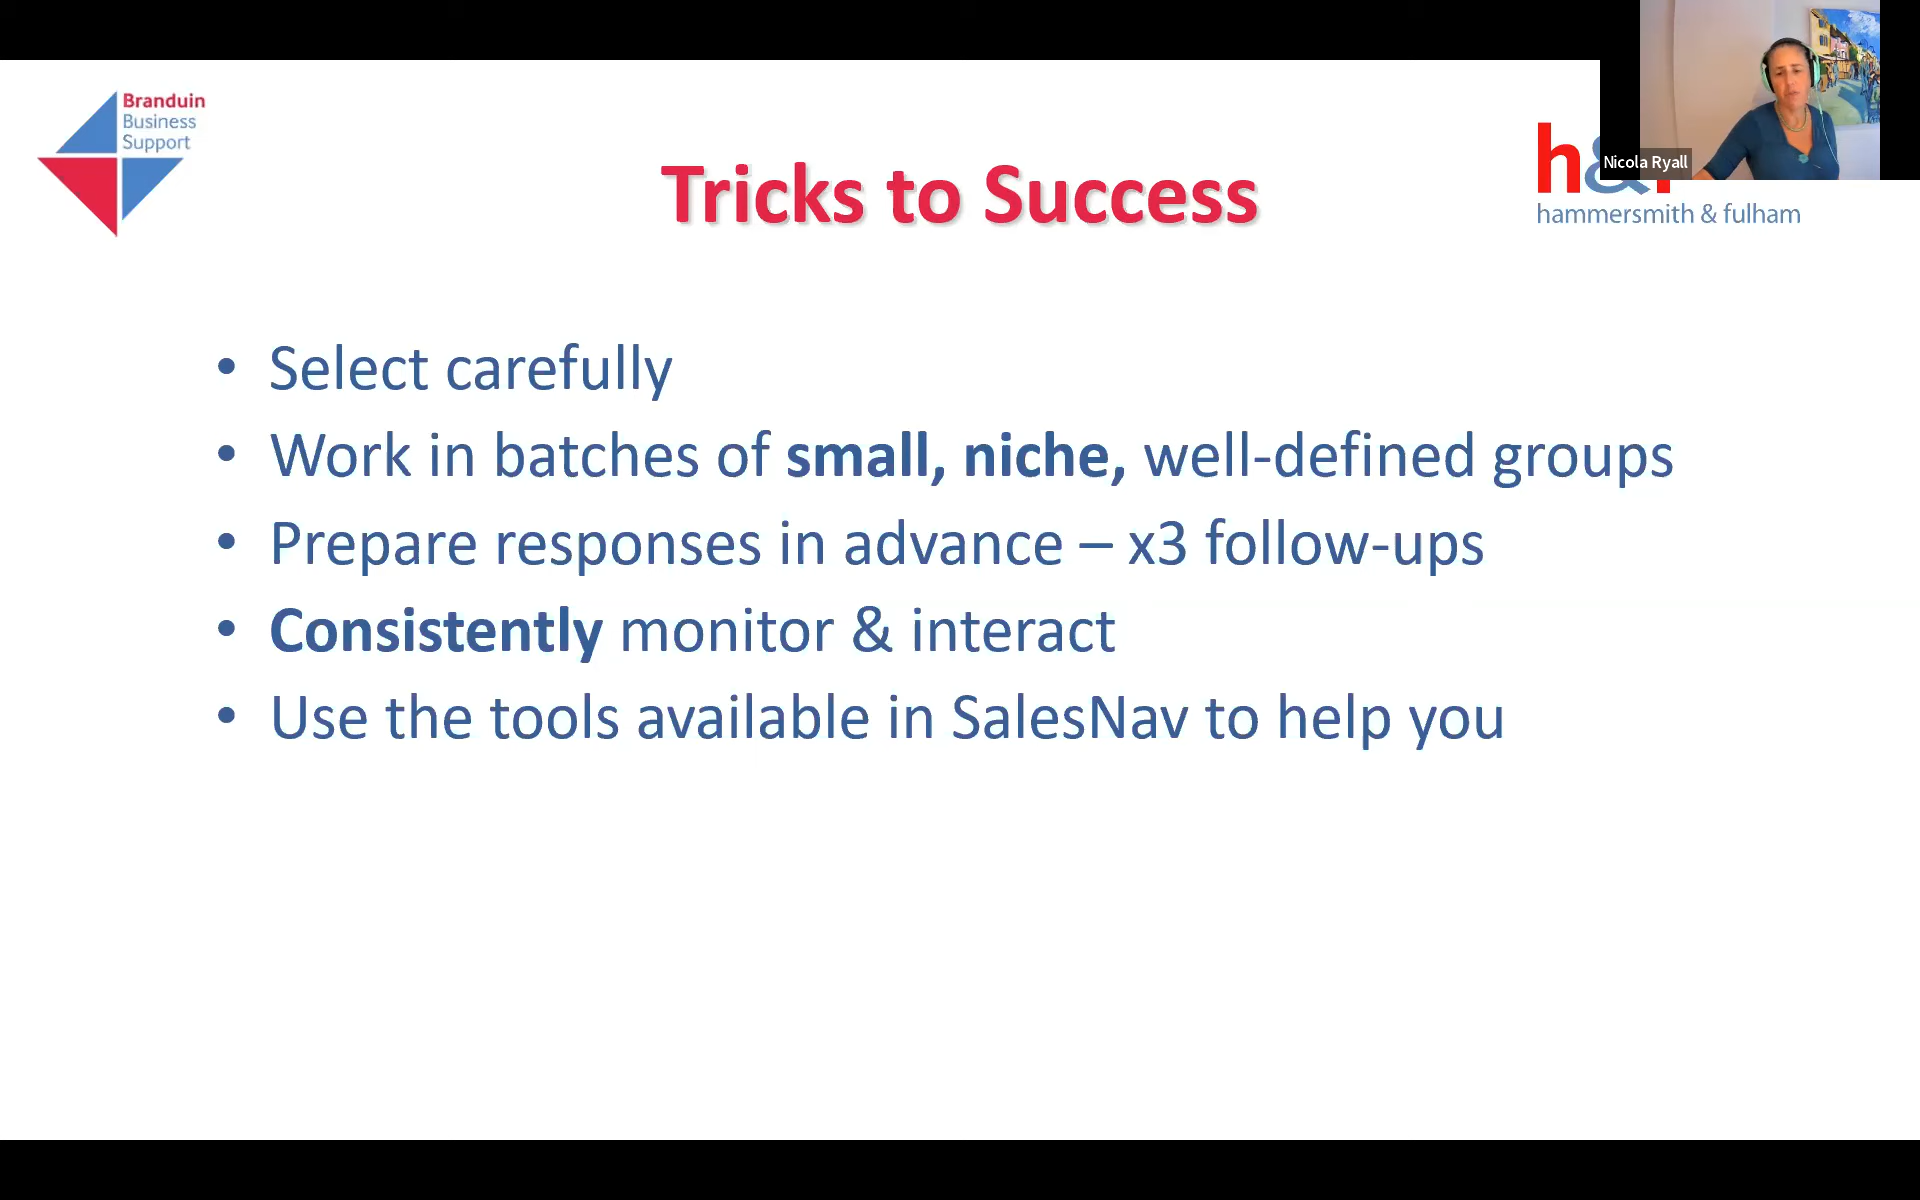 Branduin
Business
Support
Nicola Ryall
h&f
hammersmith & fulham
Tricks to Success
• Select carefully
• Work in batches of small, niche, well-defined groups
• Prepare responses in advance – x3 follow-ups
• Consistently monitor & interact
• Use the tools available in SalesNav to help you